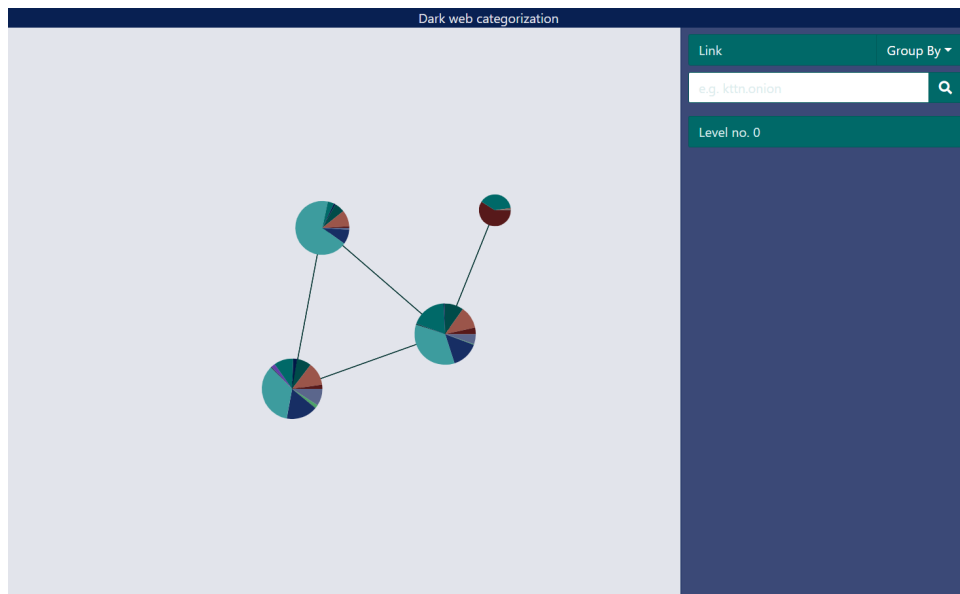 Dark web categorization
Link
Group By
e.g. kttn.onion
Level no. 0